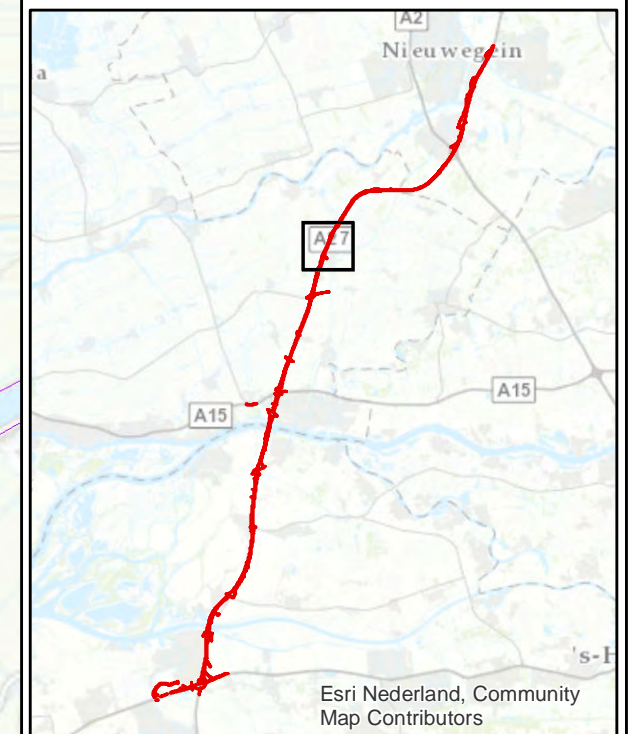 A2
Nieuwegein
a
A27
A15
A15
's-H
Esri Nederland, Community
Map Contributors